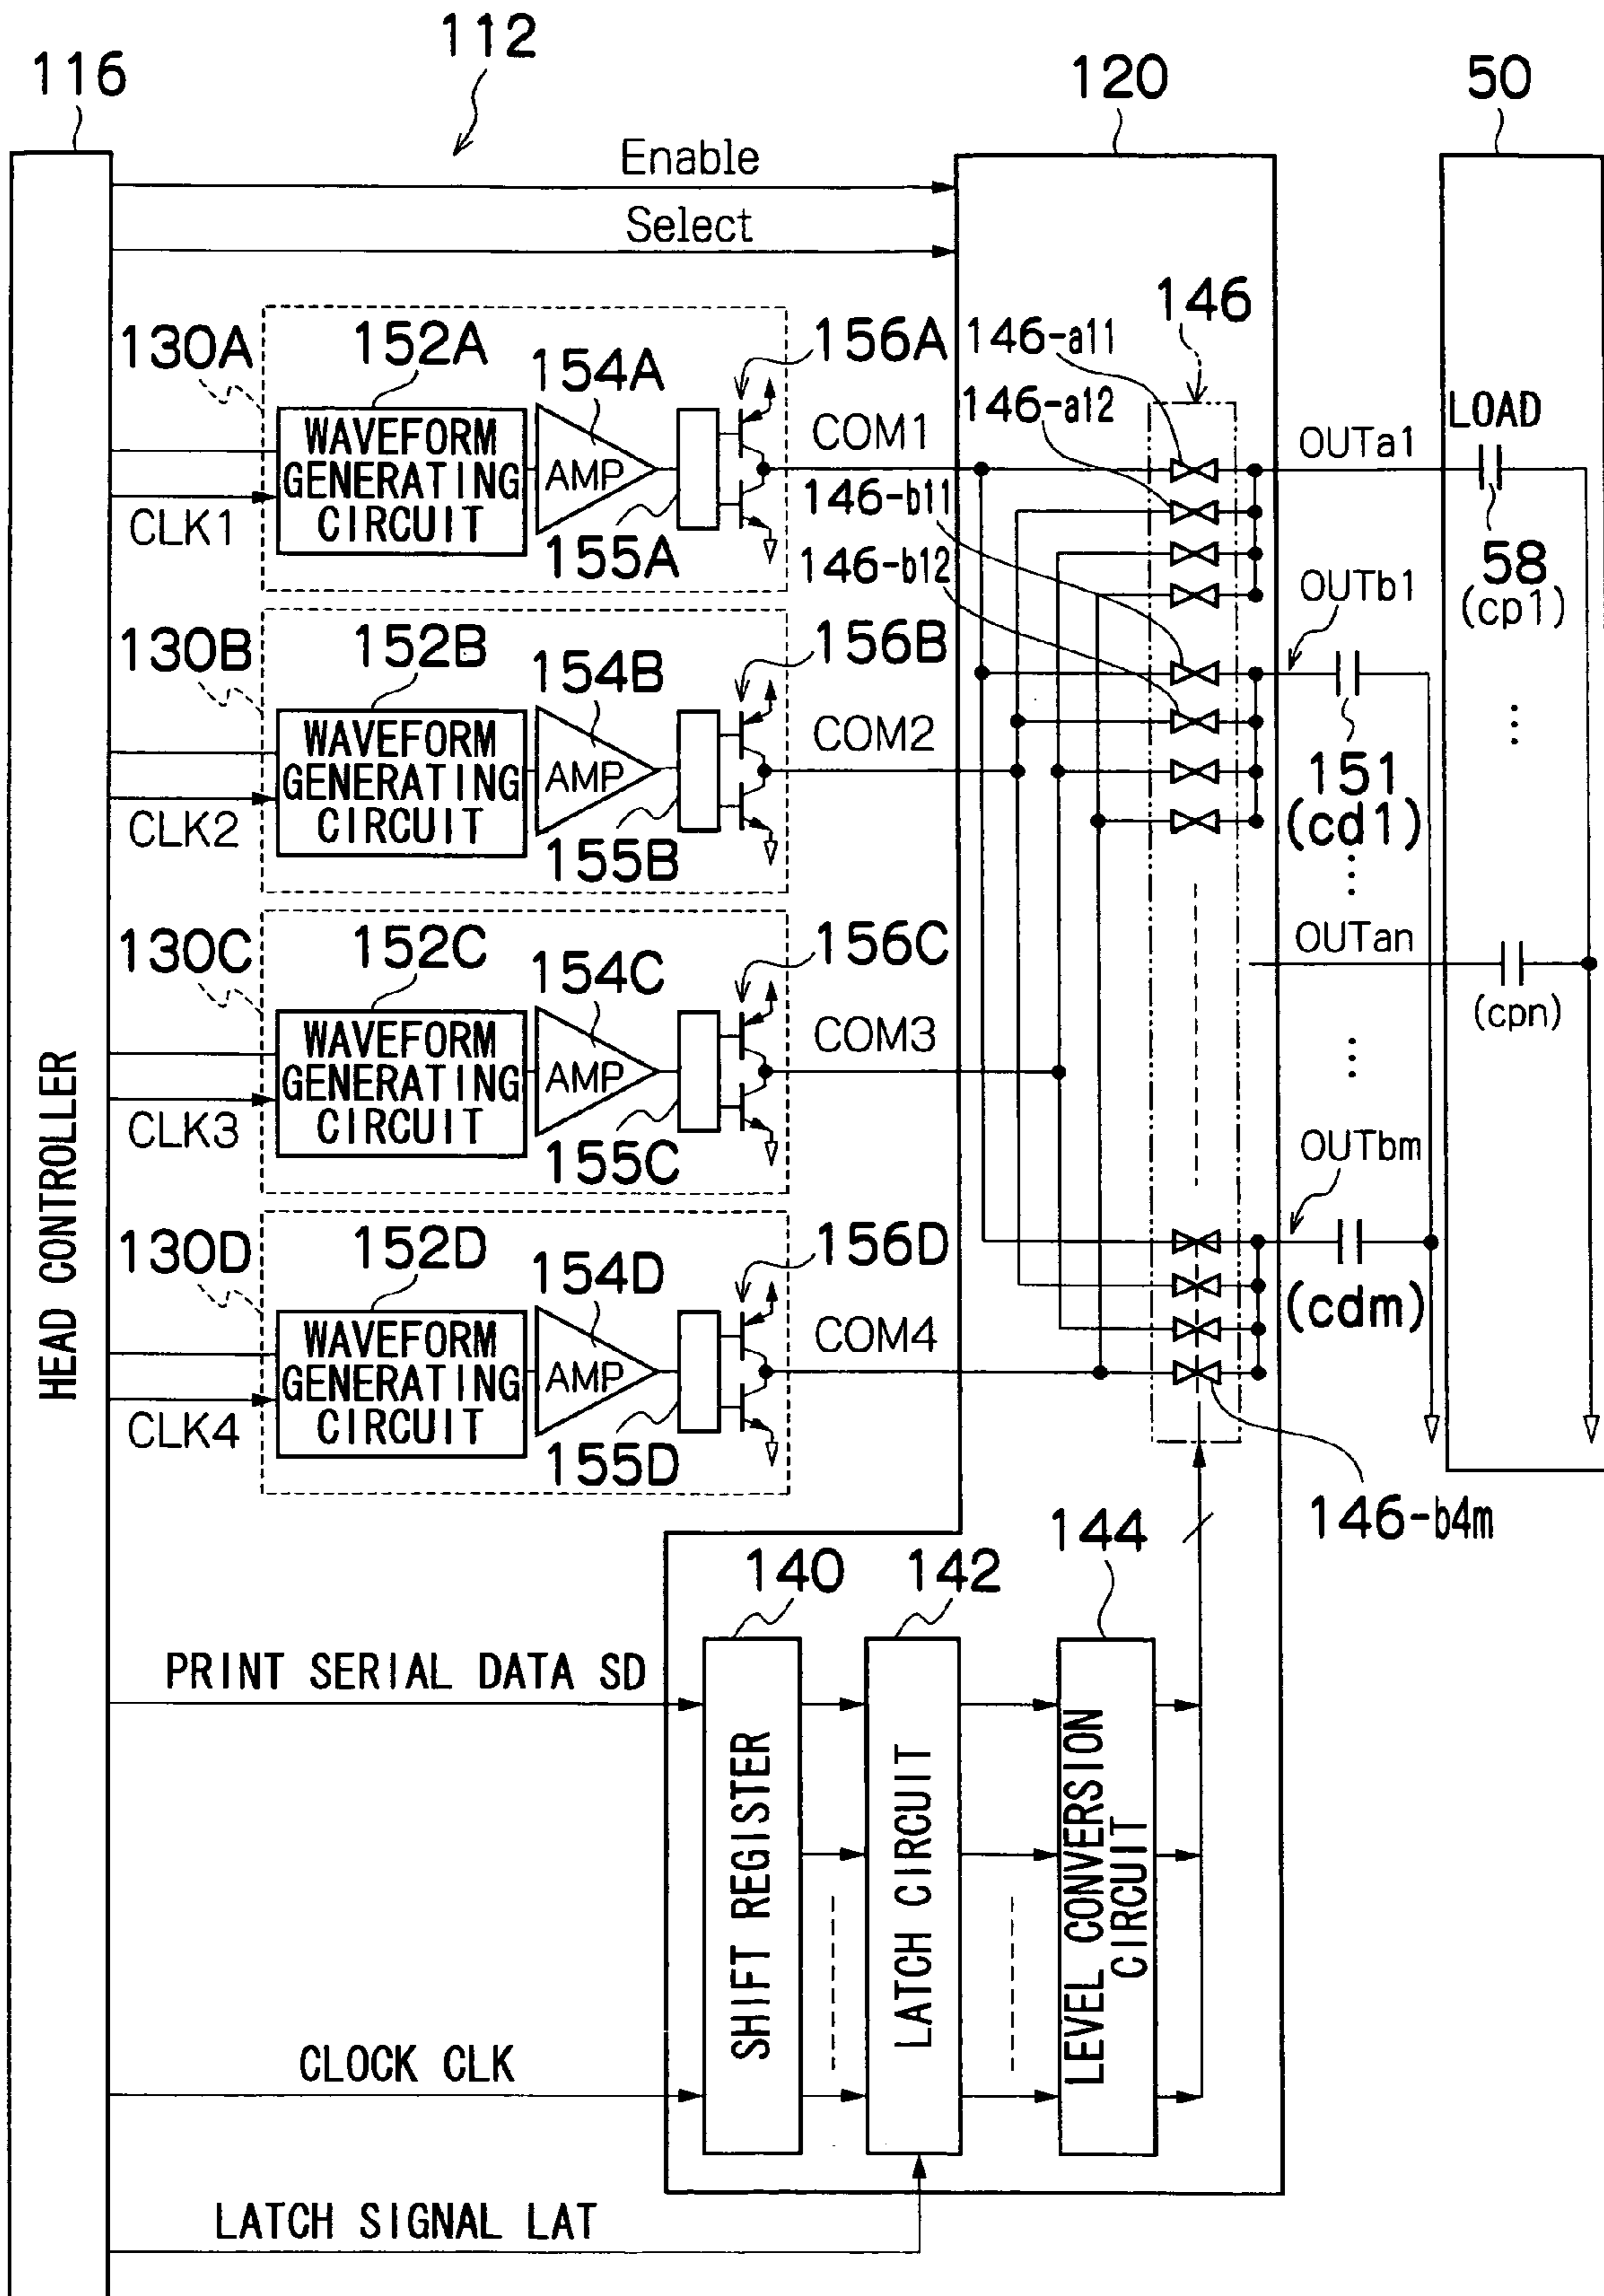 112
116
120
50
Enable
Select
146
146-a11
130A
152A
154A
156A
146-a12
COM1
OUTa1
LOAD
WAVEFORM
GENERATING
CIRCUIT
AMP
CLK1
155A
146-b11
146-b12
58
(cp1)
OUTb1
130B
152B
154B
156B
COM2
WAVEFORM
GENERATING
CIRCUIT
AMP
CLK2
155B
151
(cd1)
OUTan
130C
152C
154C
156C
COM3
(cpn)
WAVEFORM
GENERATING
CIRCUIT
AMP
CLK3
155C
OUTbm
HEAD CONTROLLER
130D
152D
154D
156D
COM4
(cdm)
WAVEFORM
GENERATING
CIRCUIT
AMP
CLK4
155D
146-b4m
140
142
144
PRINT SERIAL DATA SD
SHIFT REGISTER
LATCH CIRCUIT
LEVEL CONVERSION
CIRCUIT
CLOCK CLK
LATCH SIGNAL LAT